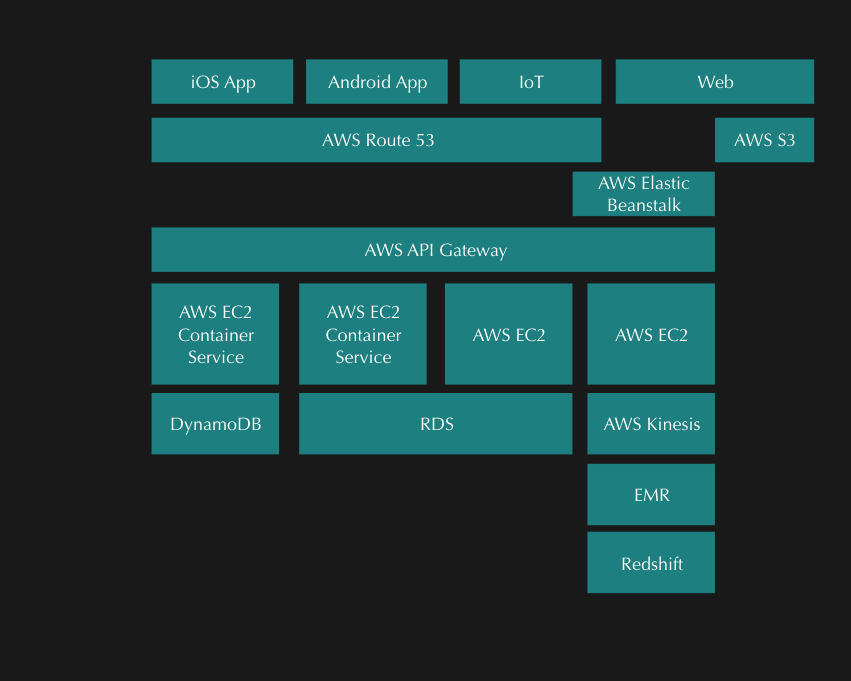 iOS App
Android App
IoT
Web
AWS Route 53
AWS S3
AWS Elastic
Beanstalk
AWS API Gateway
AWS EC2
Container
Service
AWS EC2
Container
Service
AWS EC2
AWS EC2
DynamoDB
RDS
AWS Kinesis
EMR
Redshift